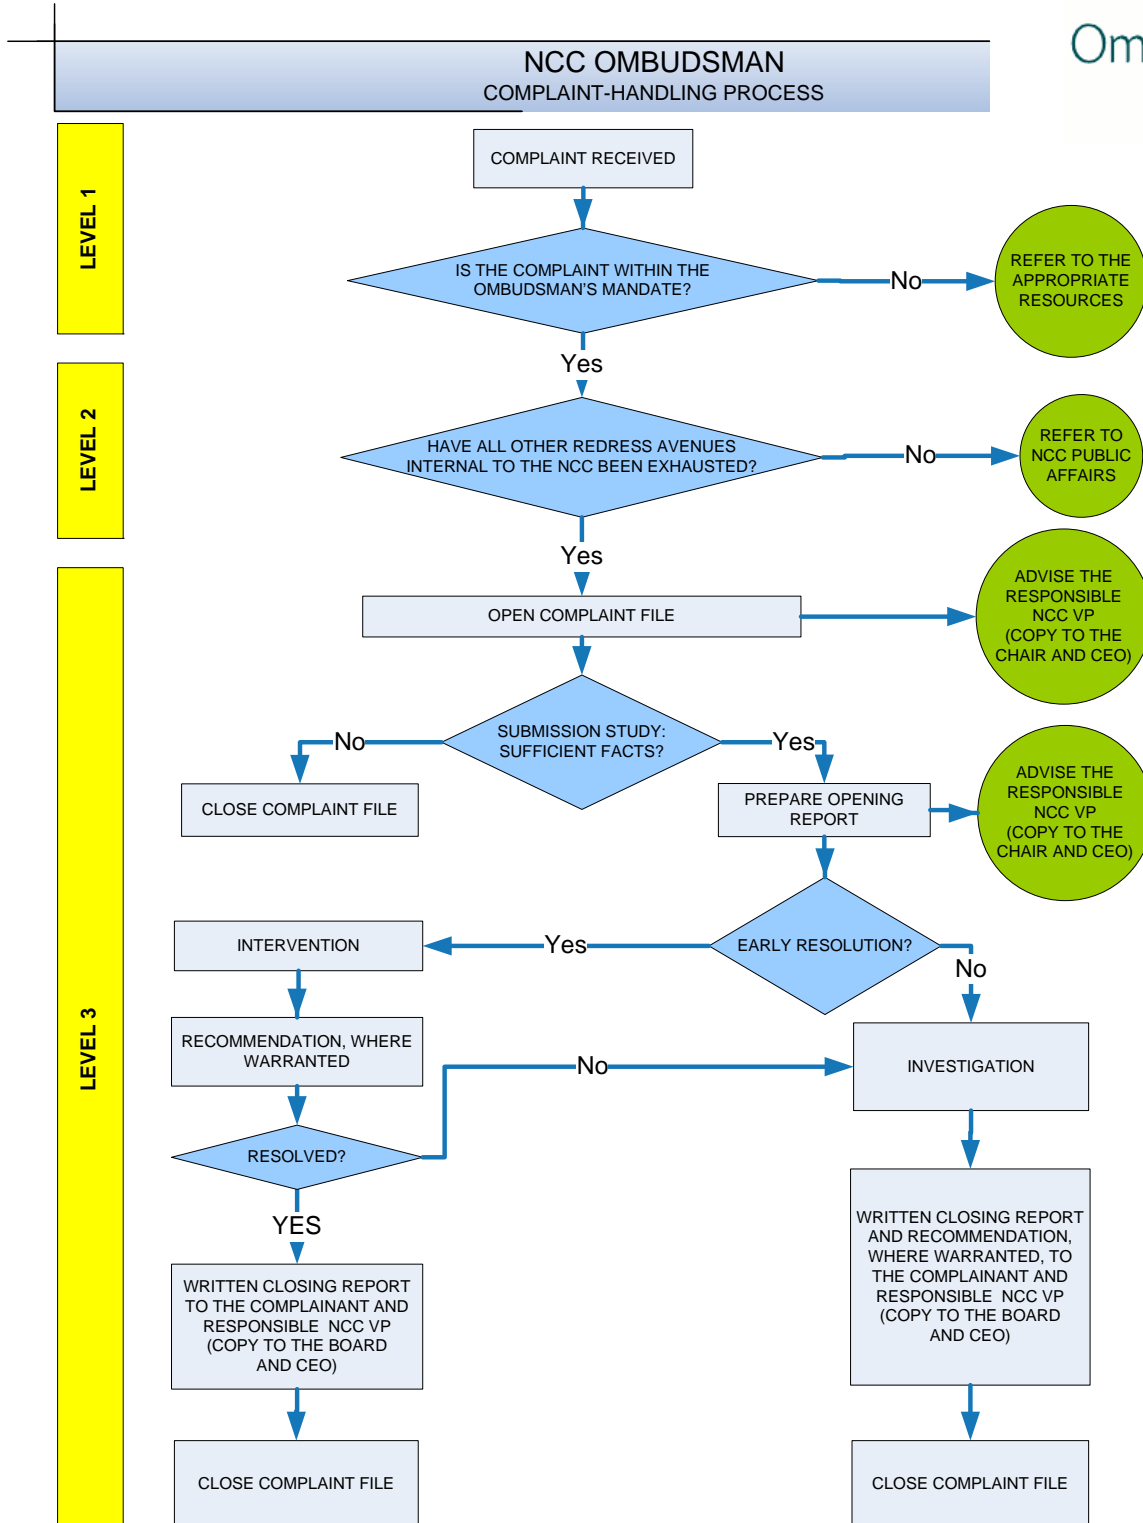 Om
NCC OMBUDSMAN
COMPLAINT-HANDLING PROCESS
LEVEL 1
COMPLAINT RECEIVED
IS THE COMPLAINT WITHIN THE
OMBUDSMAN'S MANDATE?
No
REFER TO THE
APPROPRIATE
RESOURCES
Yes
LEVEL 2
HAVE ALL OTHER REDRESS AVENUES
INTERNAL TO THE NCC BEEN EXHAUSTED?
No
REFER TO
NCC PUBLIC
AFFAIRS
Yes
LEVEL 3
OPEN COMPLAINT FILE
ADVISE THE
RESPONSIBLE
NCC VP
(COPY TO THE
CHAIR AND CEO)
SUBMISSION STUDY:
SUFFICIENT FACTS?
No
Yes
CLOSE COMPLAINT FILE
PREPARE OPENING
REPORT
ADVISE THE
RESPONSIBLE
NCC VP
(COPY TO THE
CHAIR AND CEO)
EARLY RESOLUTION?
Yes
No
INTERVENTION
RECOMMENDATION, WHERE
WARRANTED
No
INVESTIGATION
RESOLVED?
YES
WRITTEN CLOSING REPORT
TO THE COMPLAINANT AND
RESPONSIBLE NCC VP
(COPY TO THE BOARD
AND CEO)
WRITTEN CLOSING REPORT
AND RECOMMENDATION,
WHERE WARRANTED, TO
THE COMPLAINANT AND
RESPONSIBLE NCC VP
(COPY TO THE BOARD
AND CEO)
CLOSE COMPLAINT FILE
CLOSE COMPLAINT FILE